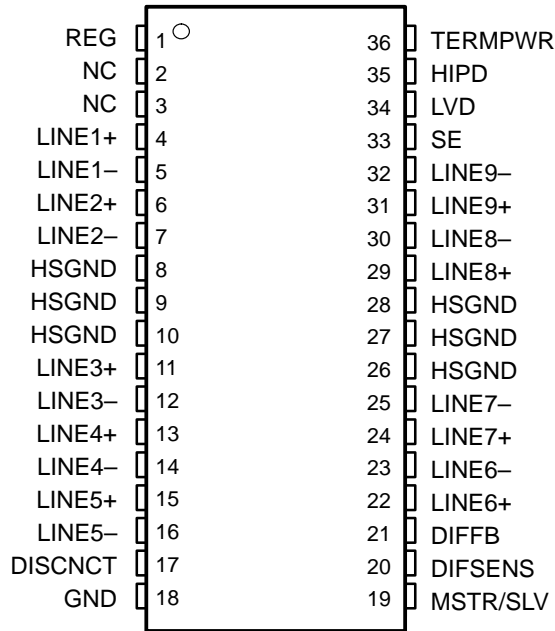 REG 1 36 TERMPWR
NC 2 35 HIPD
NC 3 34 LVD
LINE1+ 4 33 SE
LINE1– 5 32 LINE9–
LINE2+ 6 31 LINE9+
LINE2– 7 30 LINE8–
HSGND 8 29 LINE8+
HSGND 9 28 HSGND
HSGND 10 27 HSGND
LINE3+ 11 26 HSGND
LINE3– 12 25 LINE7–
LINE4+ 13 24 LINE7+
LINE4– 14 23 LINE6–
LINE5+ 15 22 LINE6+
LINE5– 16 21 DIFFB
DISCNCT 17 20 DIFSENS
GND 18 19 MSTR/SLV